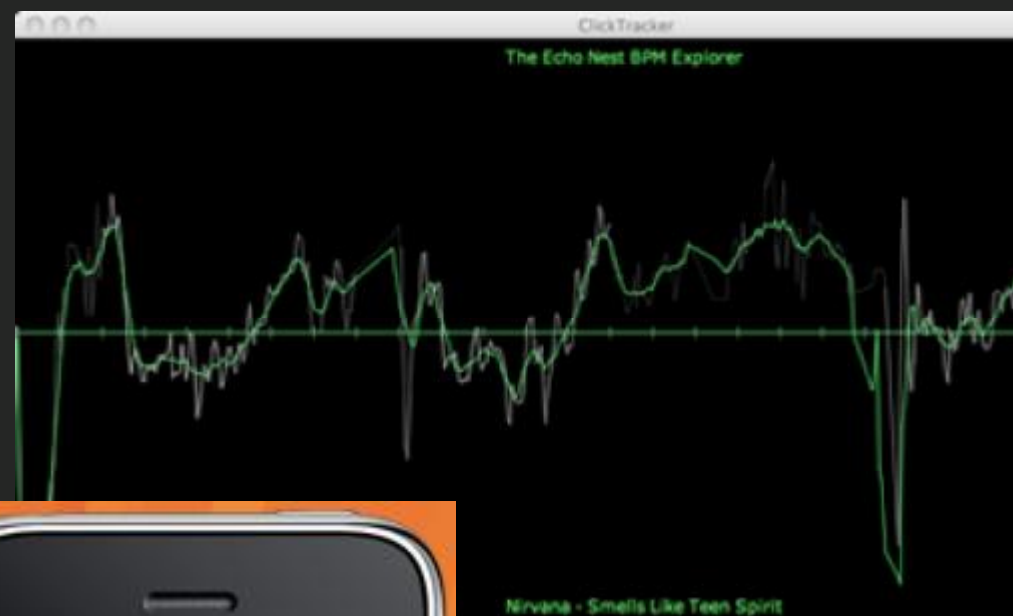 ClickTracker
The Echo Nest BPM Explorer
Nirvana - Smells Like Teen Spirit